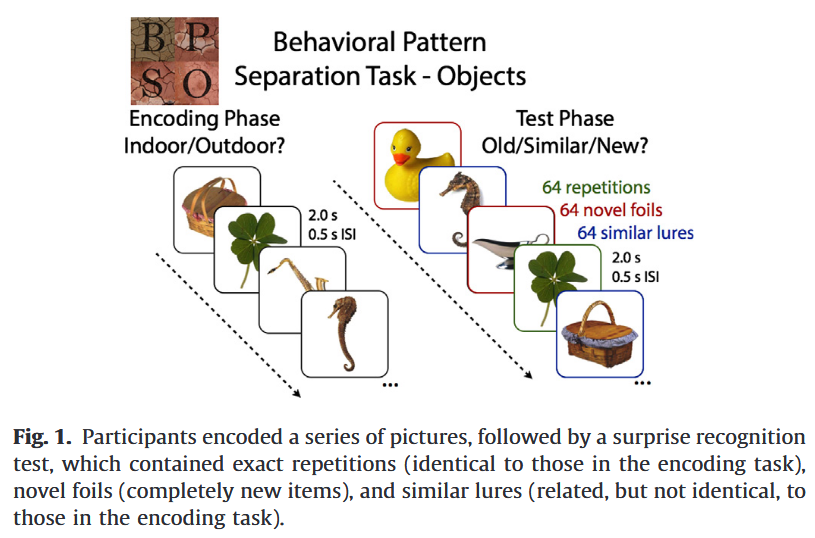 B P
S O
Behavioral Pattern
Separation Task - Objects
Encoding Phase
Indoor/Outdoor?
2.0 s
0.5 s ISI
...
Test Phase
Old/Similar/New?
64 repetitions
64 novel foils
64 similar lures
2.0 s
0.5 s ISI
...
Fig. 1. Participants encoded a series of pictures, followed by a surprise recognition
test, which contained exact repetitions (identical to those in the encoding task),
novel foils (completely new items), and similar lures (related, but not identical, to
those in the encoding task).